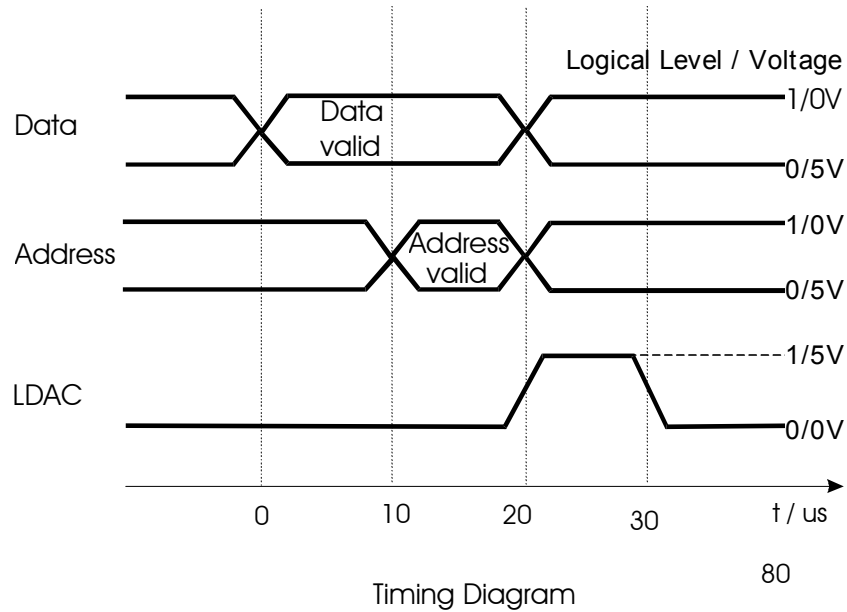 Logical Level / Voltage
Data
Data
valid
1/0V
0/5V
Address
Address
valid
1/0V
0/5V
LDAC
1/5V
0/0V
0 10 20 30 t / us
80
Timing Diagram